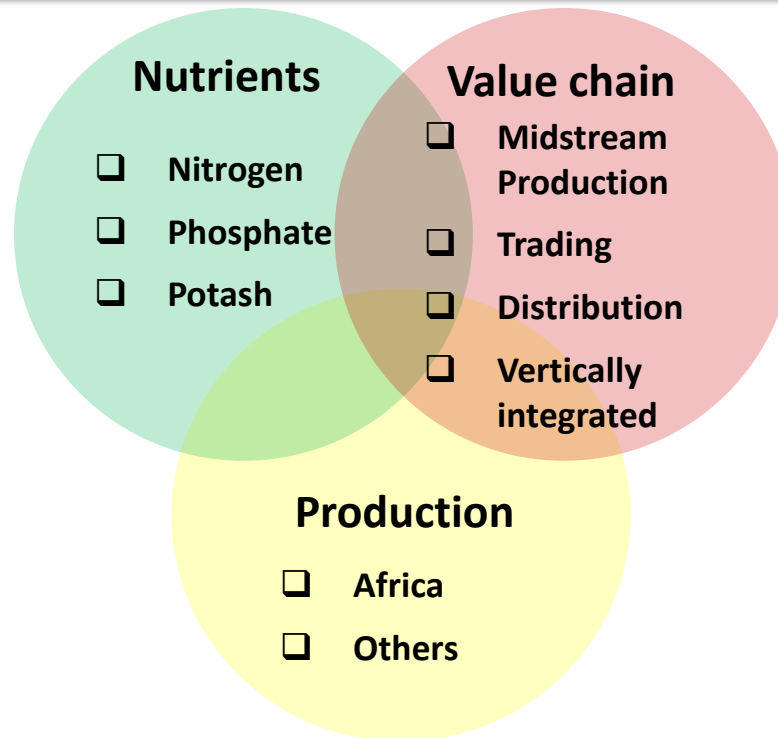 Nutrients
❑ Nitrogen
❑ Phosphate
❑ Potash
Value chain
❑ Midstream
Production
❑ Trading
❑ Distribution
❑ Vertically
integrated
Production
❑ Africa
❑ Others